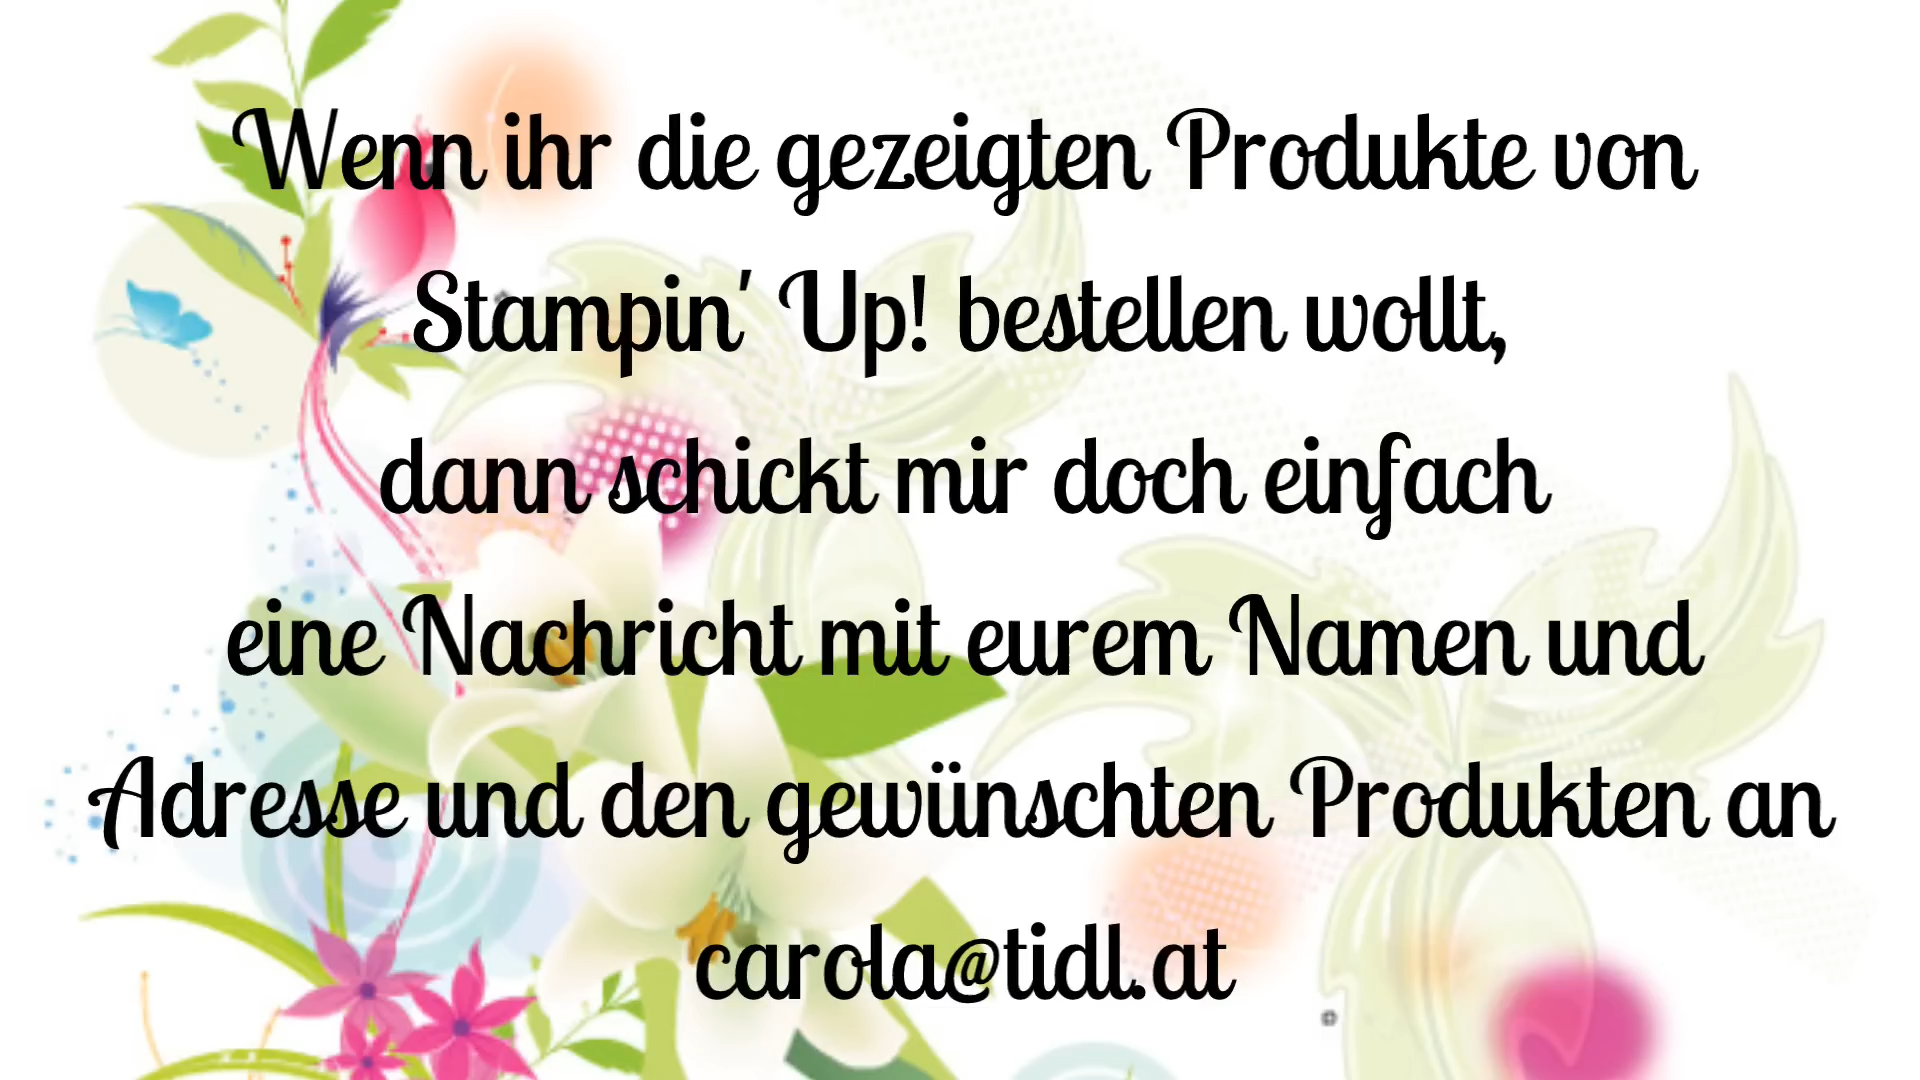 Wenn ihr die gezeigten Produkte von
Stampin' Up! bestellen wollt,
dann schickt mir doch einfach
eine Nachricht mit eurem Namen und
Adresse und den gewünschten Produkten an
carola@tidl.at